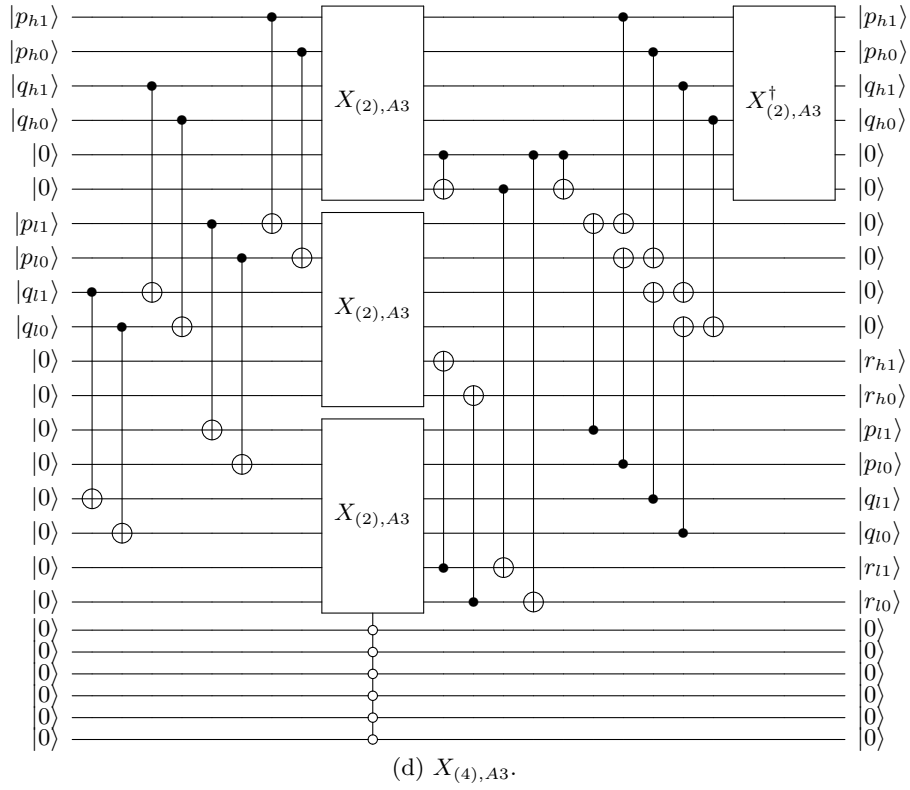 |p_{h1}⟩ |p_{h1}⟩
|p_{h0}⟩ |p_{h0}⟩
|q_{h1}⟩ X_{(2),A3} X^†_{(2),A3} |q_{h1}⟩
|q_{h0}⟩ |q_{h0}⟩
|0⟩ |0⟩
|0⟩ |0⟩
|p_{l1}⟩ |0⟩
|p_{l0}⟩ |0⟩
|q_{l1}⟩ X_{(2),A3} |0⟩
|q_{l0}⟩ |0⟩
|0⟩ |r_{h1}⟩
|0⟩ |r_{h0}⟩
|0⟩ |p_{l1}⟩
|0⟩ |p_{l0}⟩
|0⟩ X_{(2),A3} |q_{l1}⟩
|0⟩ |q_{l0}⟩
|0⟩ |r_{l1}⟩
|0⟩ |r_{l0}⟩
|0⟩ |0⟩
|0⟩ |0⟩
|0⟩ |0⟩
|0⟩ |0⟩
|0⟩ |0⟩
|0⟩ |0⟩
(d) X_{(4),A3}.